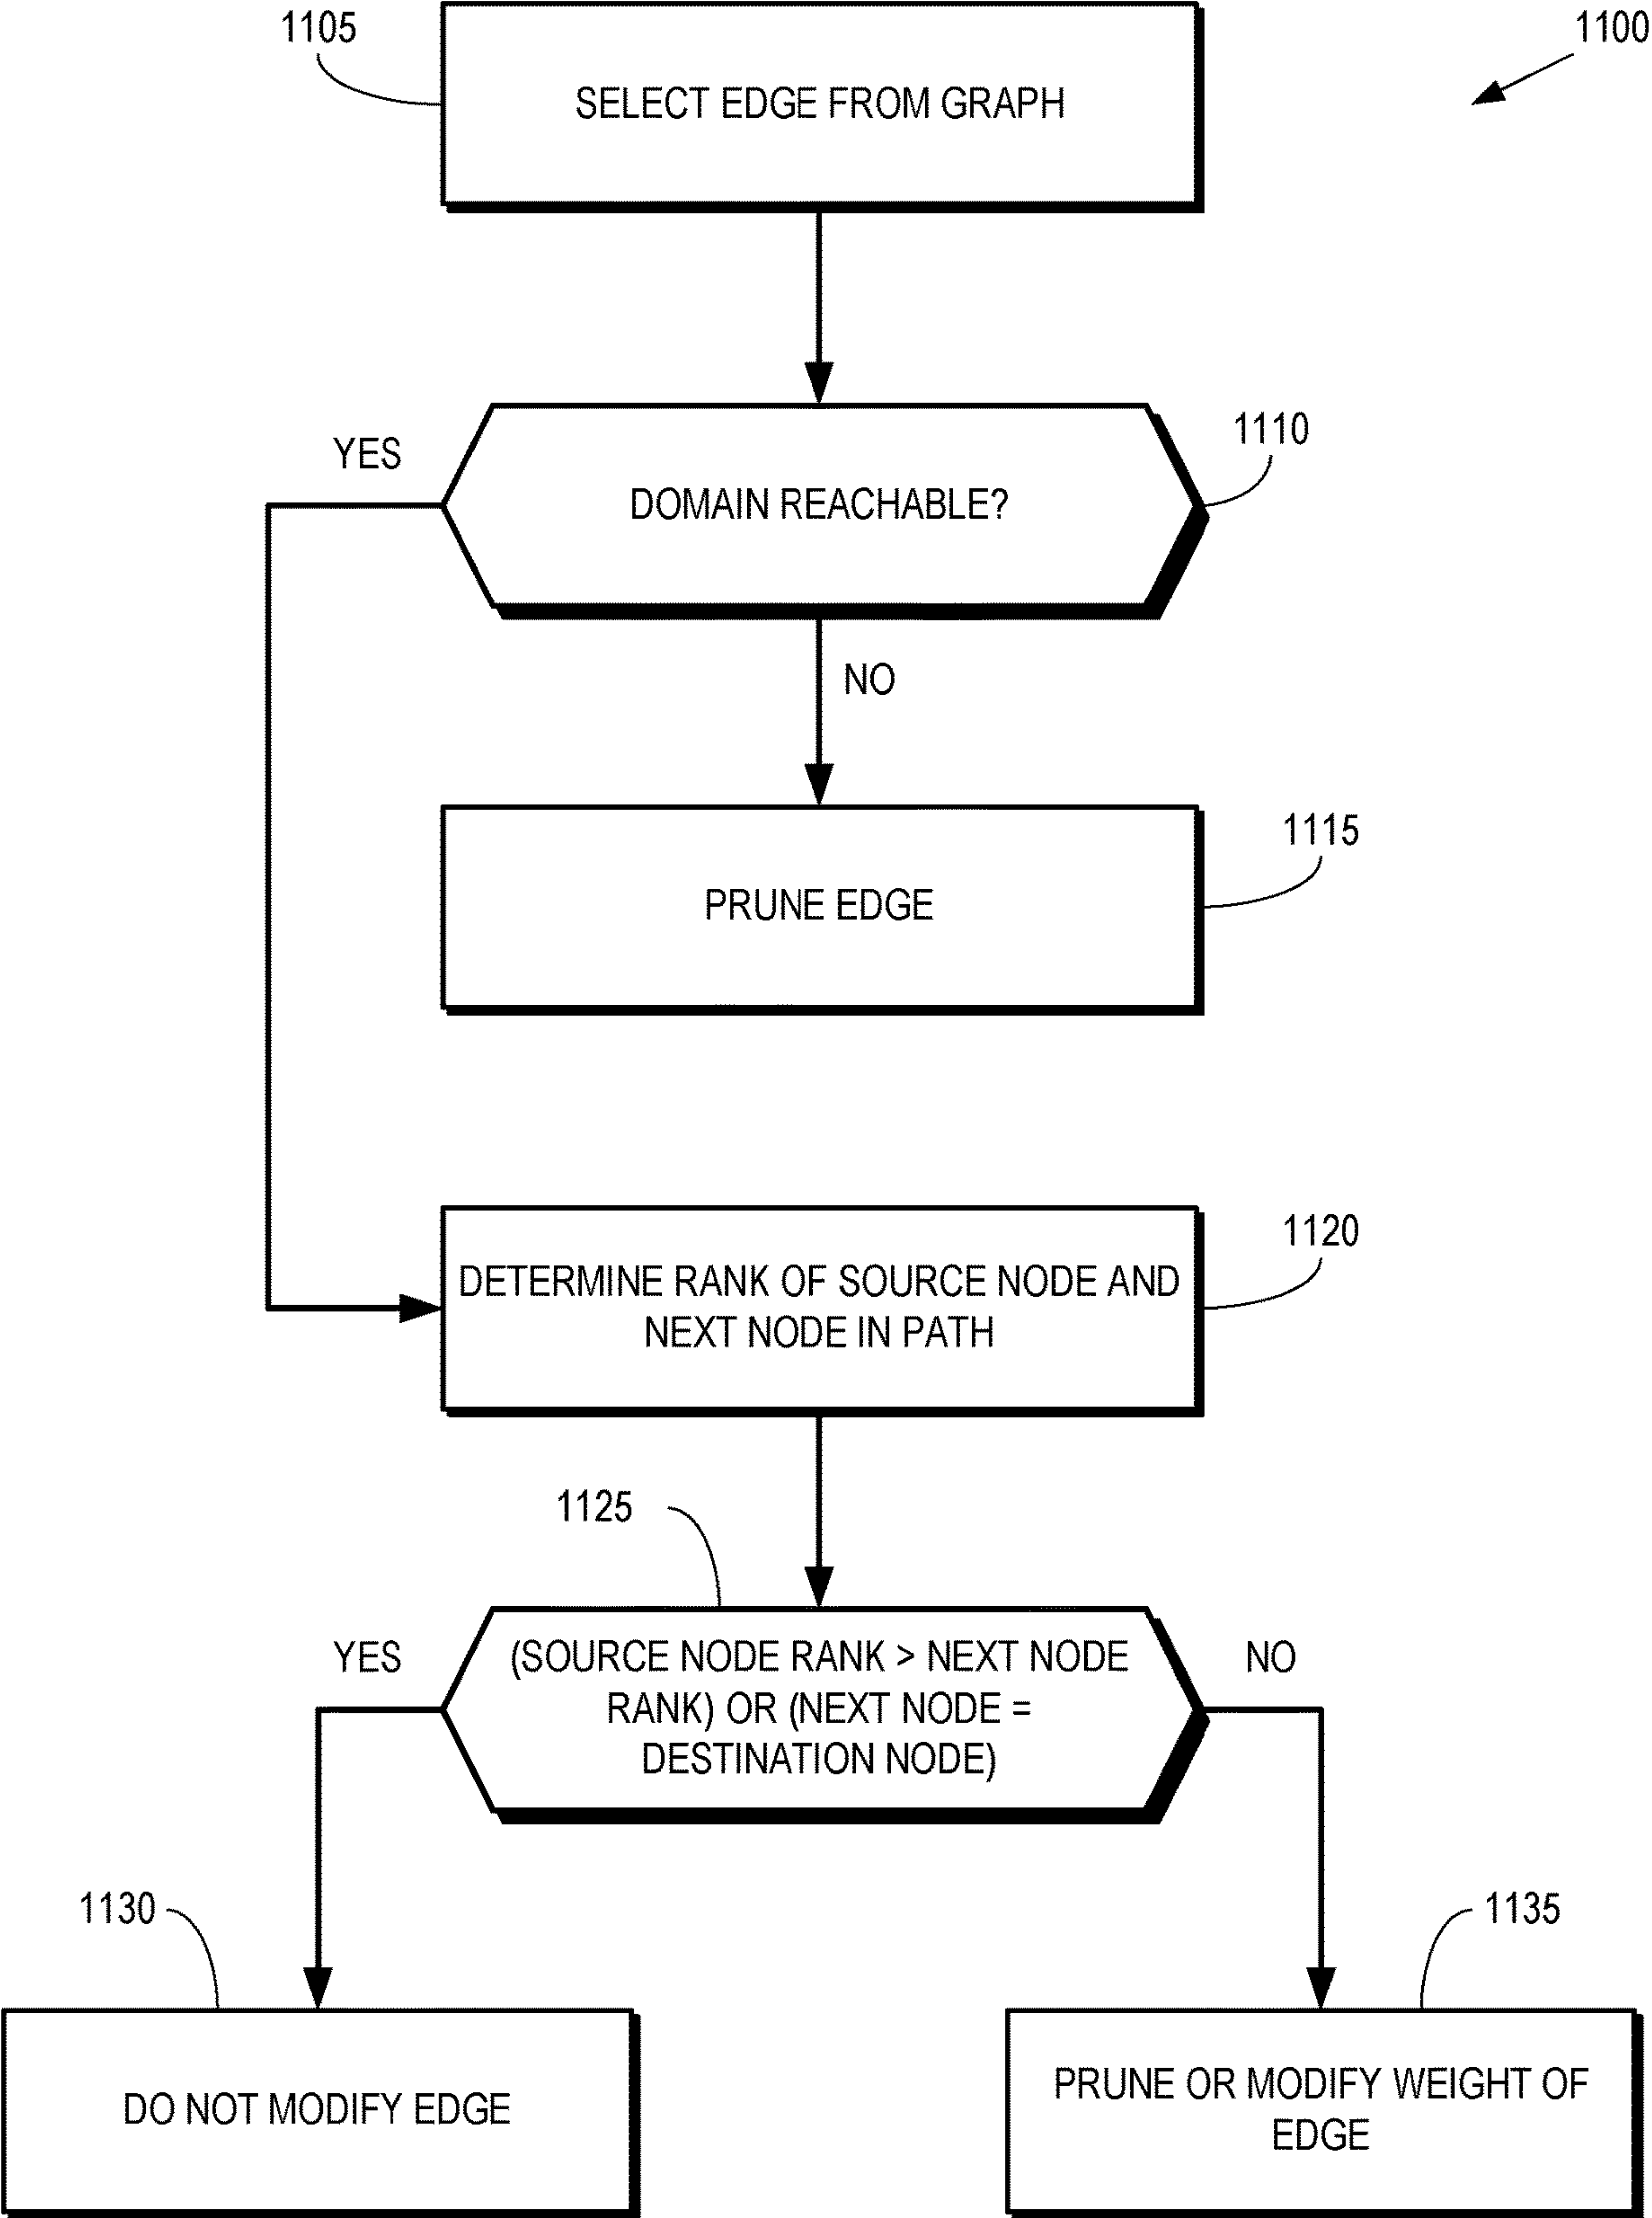 1105
1100
SELECT EDGE FROM GRAPH
1110
YES
DOMAIN REACHABLE?
NO
1115
PRUNE EDGE
1120
DETERMINE RANK OF SOURCE NODE AND
NEXT NODE IN PATH
1125
YES
(SOURCE NODE RANK > NEXT NODE
NO
RANK) OR (NEXT NODE =
DESTINATION NODE)
1130
1135
DO NOT MODIFY EDGE
PRUNE OR MODIFY WEIGHT OF
EDGE